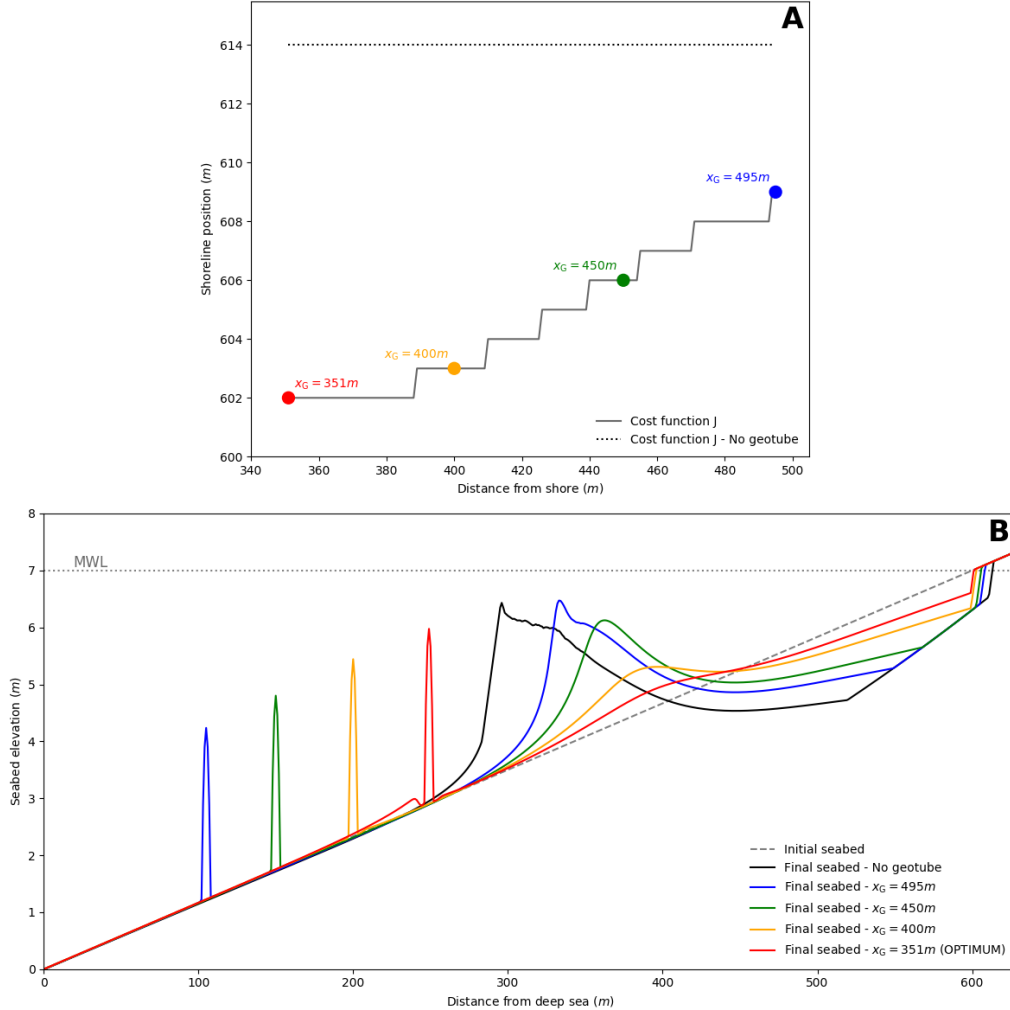 A
614
612
610
608
606
604
602
600
Shoreline position (m)
x_G = 495m
x_G = 450m
x_G = 400m
x_G = 351m
Cost function J
Cost function J - No geotube
340 360 380 400 420 440 460 480 500
Distance from shore (m)
B
8
7
6
5
4
3
2
1
0
Seabed elevation (m)
MWL
Initial seabed
Final seabed - No geotube
Final seabed - x_G = 495m
Final seabed - x_G = 450m
Final seabed - x_G = 400m
Final seabed - x_G = 351m (OPTIMUM)
0 100 200 300 400 500 600
Distance from deep sea (m)